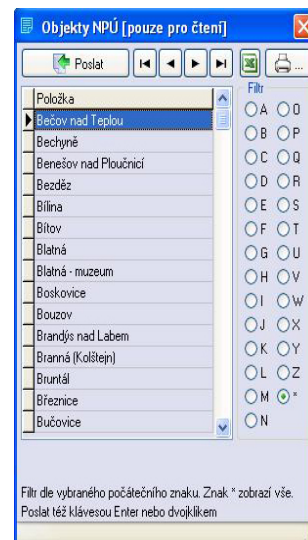 Objekty NPÚ [pouze pro čtení]
Poslat
...
Položka
Bečov nad Teplou
Bechyně
Benešov nad Ploučnicí
Bezděz
Bílina
Bítov
Blatná
Blatná - muzeum
Boskovice
Bouzov
Brandýs nad Labem
Branná (Kolštejn)
Bruntál
Březnice
Bučovice
Filtr
A O
B P
C Q
D R
E S
F T
G U
H V
I W
J X
K Y
L Z
M *
N
Filtr dle vybraného počátečního znaku. Znak * zobrazí vše.
Poslat též klávesou Enter nebo dvojklikem